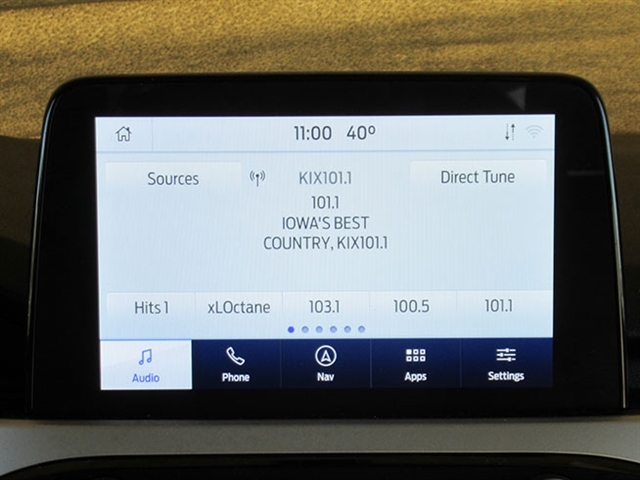 11:00 40º
Sources
KIX101.1
Direct Tune
101.1
IOWA'S BEST
COUNTRY, KIX101.1
Hits 1
xLOctane
103.1
100.5
101.1
Audio
Phone
Nav
Apps
Settings